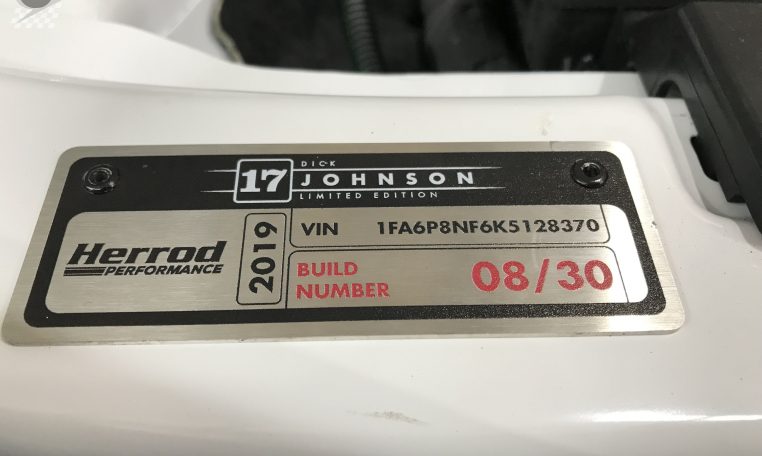 17
DICK
JOHNSON
LIMITED EDITION
Herrod
PERFORMANCE
2019
VIN 1FA6P8NF6K5128370
BUILD
NUMBER
08/30